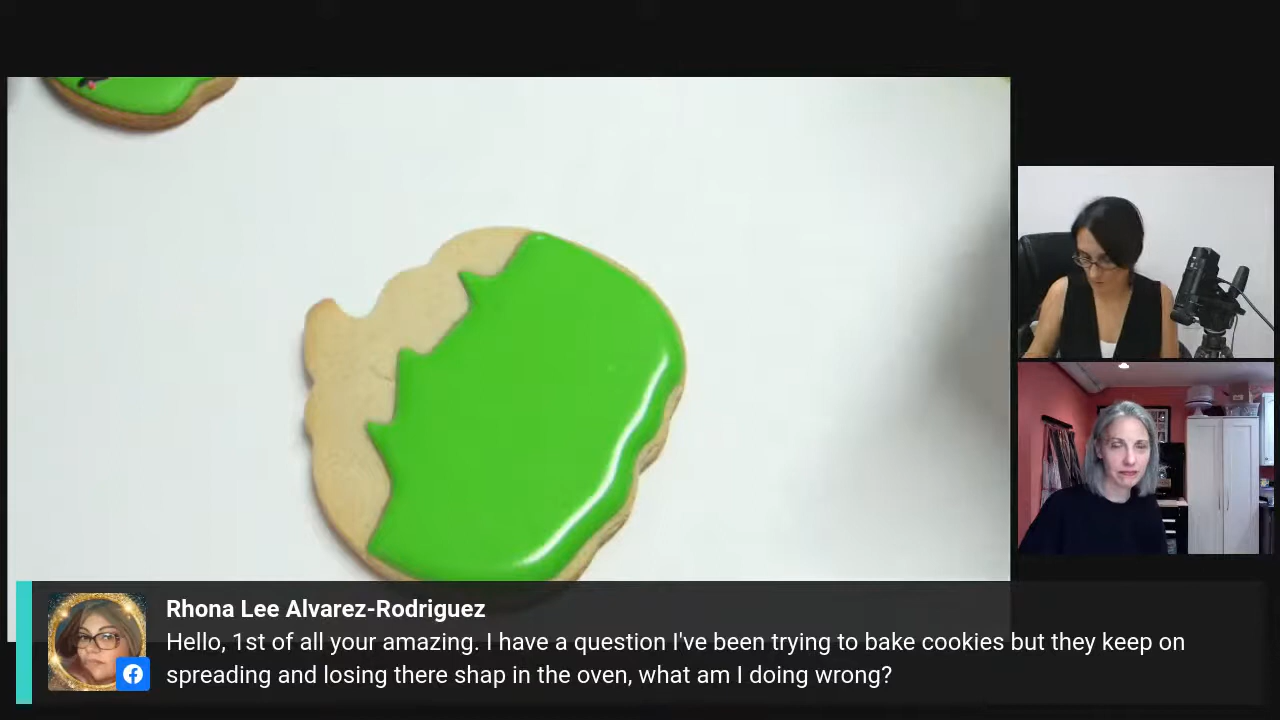 Rhona Lee Alvarez-Rodriguez
Hello, 1st of all your amazing. I have a question I've been trying to bake cookies but they keep on
spreading and losing there shap in the oven, what am I doing wrong?